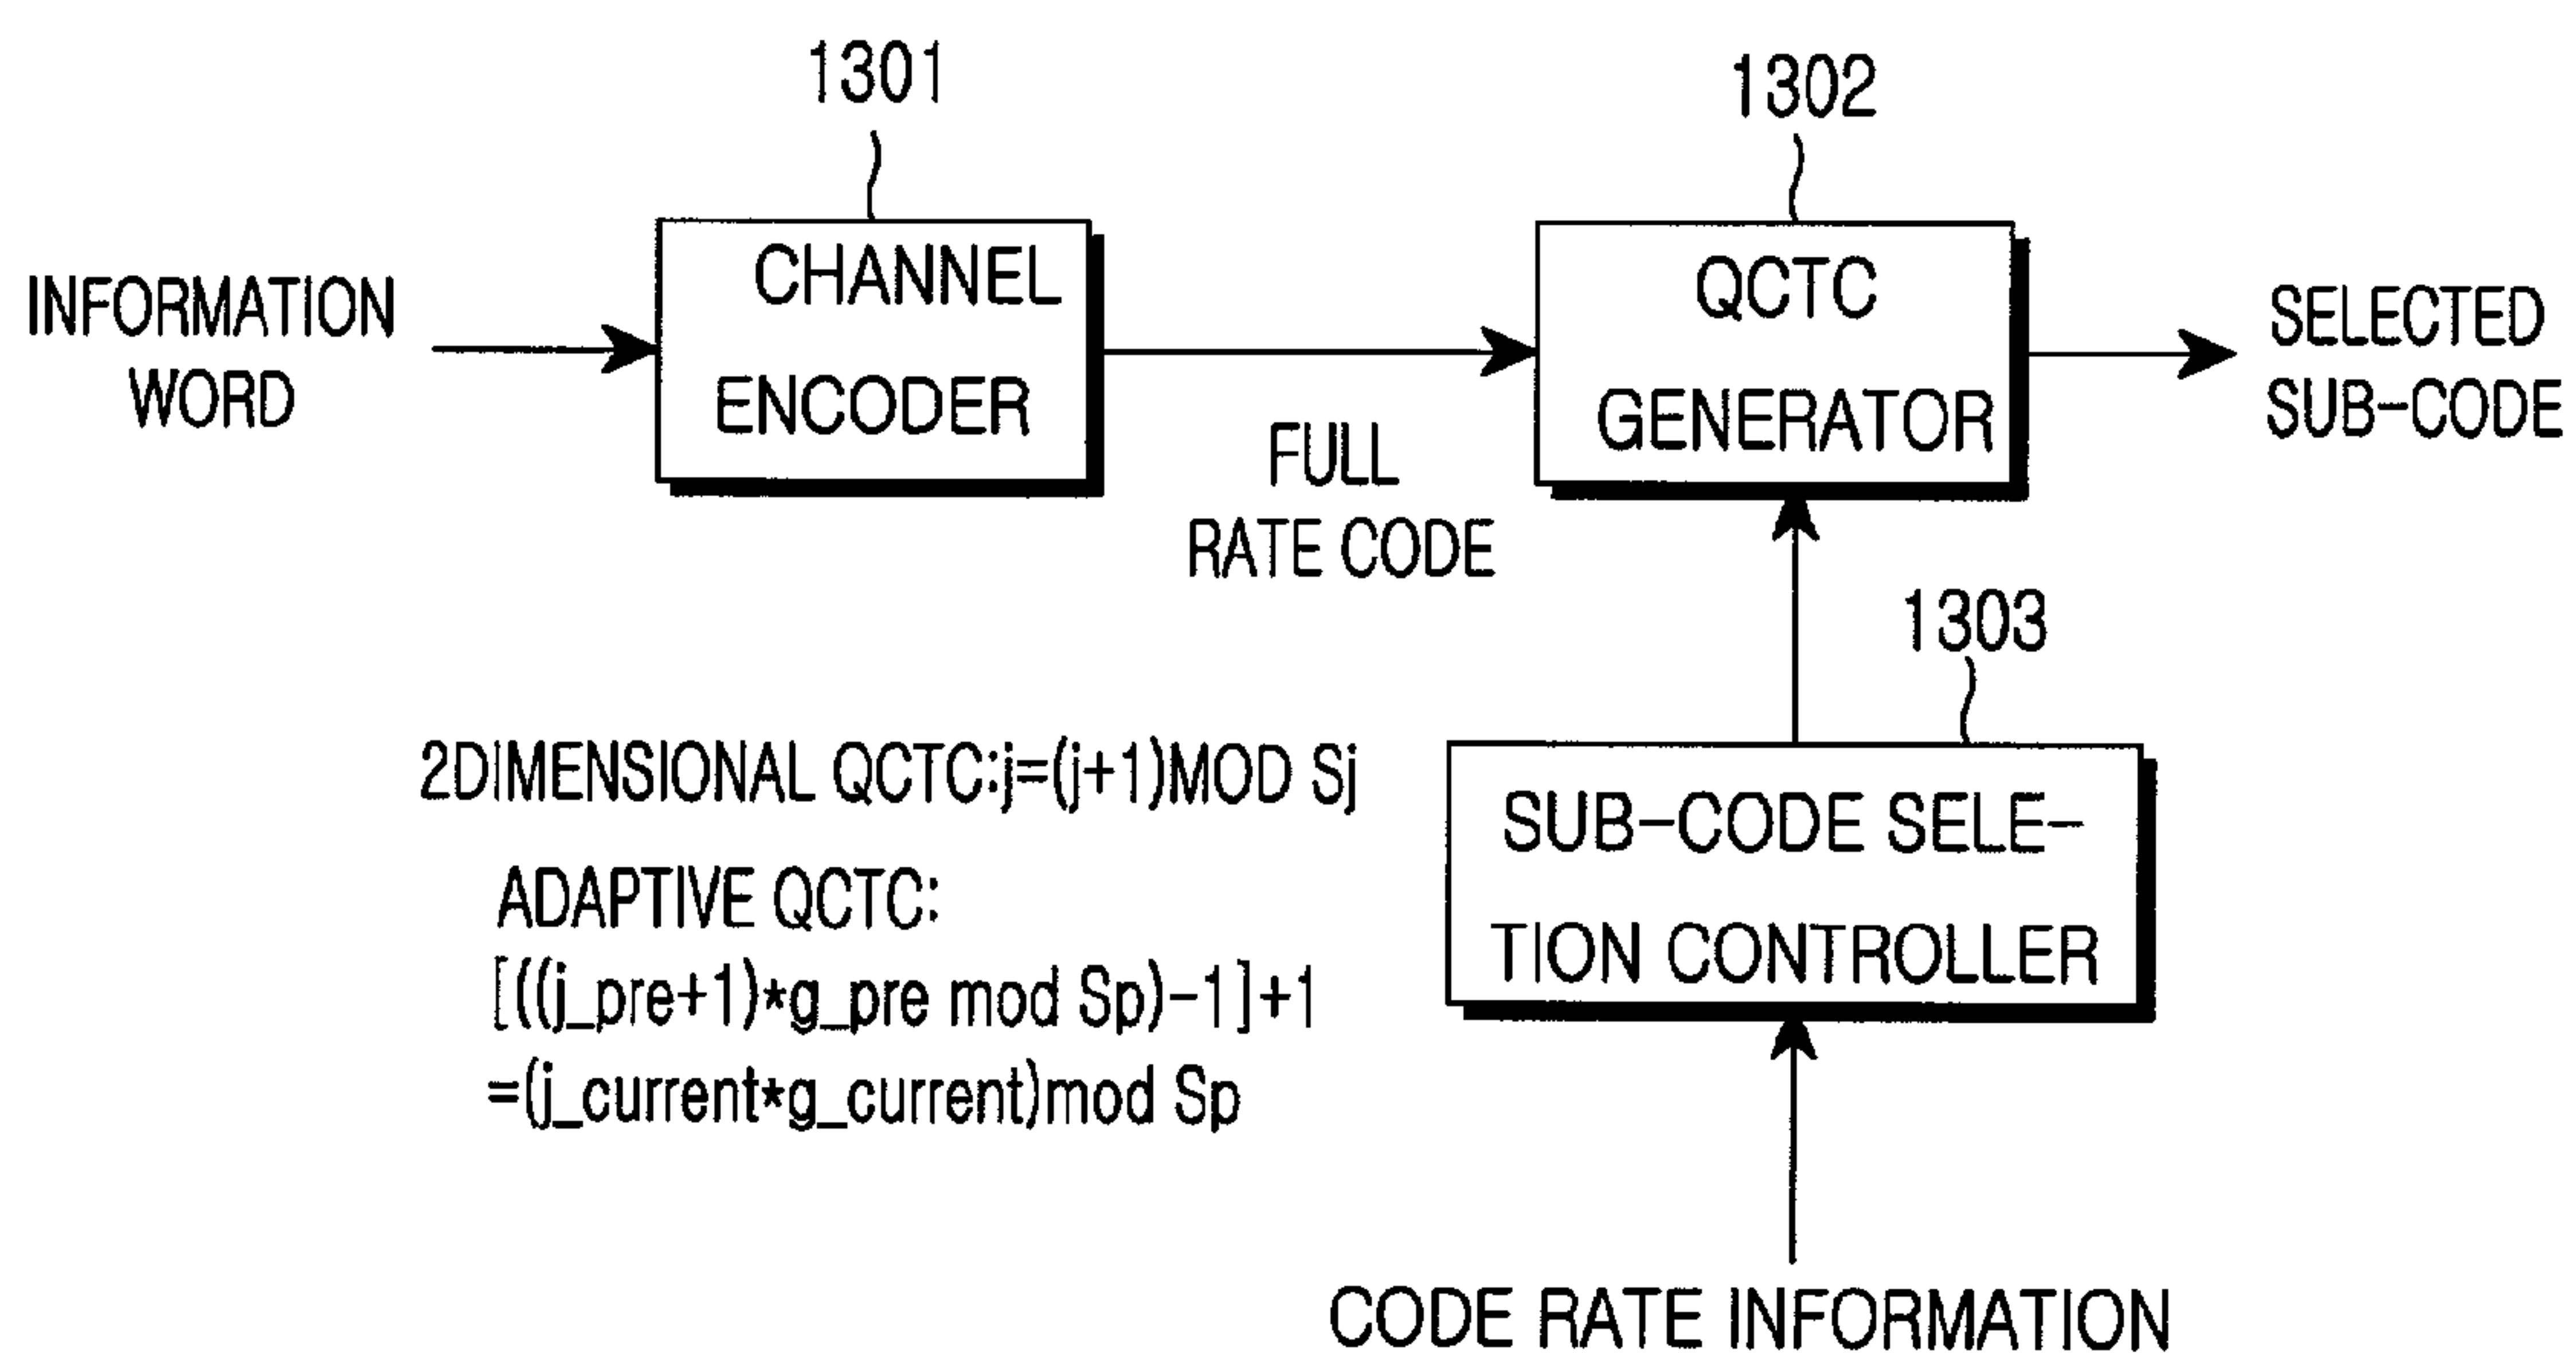 1301
1302
INFORMATION
WORD
CHANNEL
ENCODER
FULL
RATE CODE
QCTC
GENERATOR
SELECTED
SUB-CODE
1303
2DIMENSIONAL QCTC:j=(j+1)MOD Sj
ADAPTIVE QCTC:
[((j_pre+1)*g_pre mod Sp)-1]+1
=(j_current*g_current)mod Sp
SUB-CODE SELE-
TION CONTROLLER
CODE RATE INFORMATION